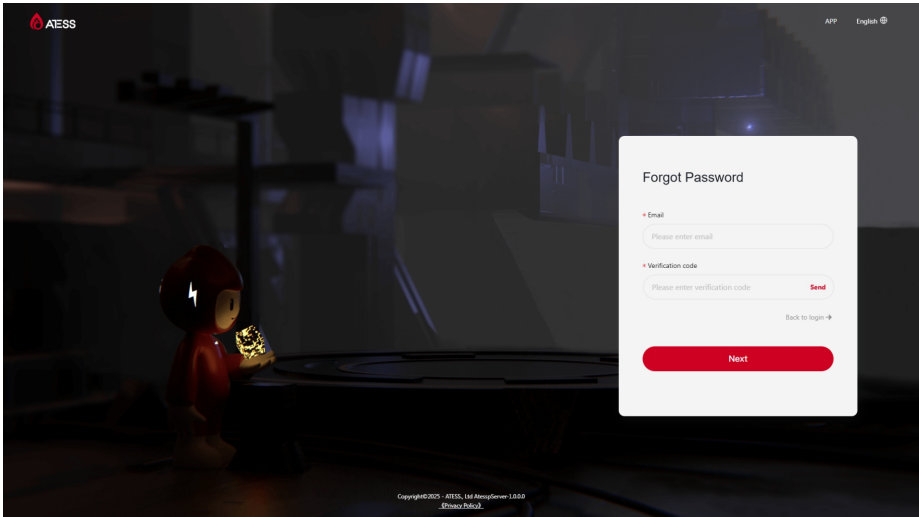 ATESS
APP English
Forgot Password
* Email
Please enter email
* Verification code
Please enter verification code Send
Back to login →
Next
Copyright©2025 - ATESS., Ltd AtesspServer-1.0.0.0
《Privacy Policy》